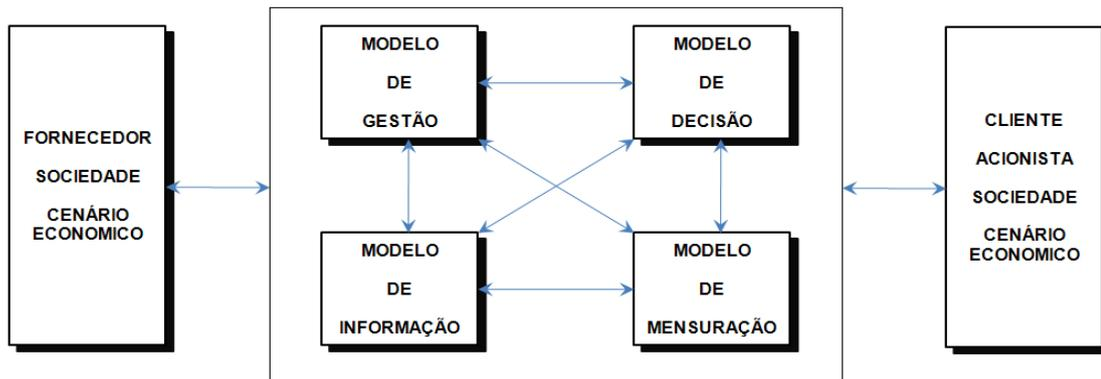 FORNECEDOR
SOCIEDADE
CENÁRIO
ECONOMICO
MODELO
DE
GESTÃO
MODELO
DE
DECISÃO
MODELO
DE
INFORMAÇÃO
MODELO
DE
MENSURAÇÃO
CLIENTE
ACIONISTA
SOCIEDADE
CENÁRIO
ECONOMICO